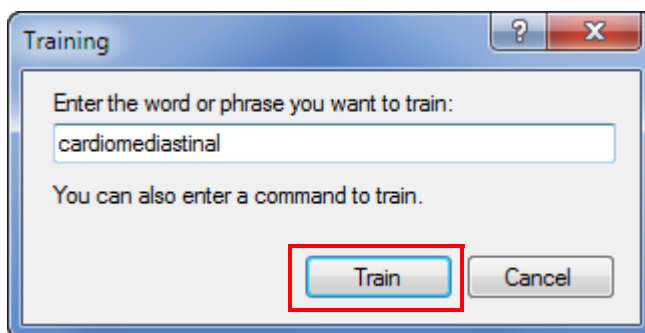 Training
?
X
Enter the word or phrase you want to train:
cardiomediastinal
You can also enter a command to train.
Train
Cancel